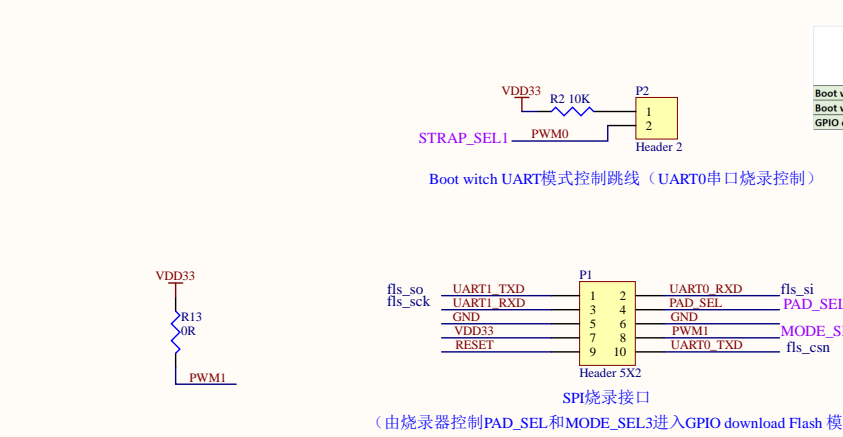 Boot w
Boot w
GPIO
VDD33
R2 10K
P2
1
2
STRAP_SEL1
PWM0
Header 2
Boot witch UART模式控制跳线（UART0串口烧录控制）
VDD33
R13
0R
PWM1
P1
fls_so UART1_TXD 1 2 UART0_RXD fls_si
fls_sck UART1_RXD 3 4 PAD_SEL PAD_SEL
GND 5 6 GND
VDD33 7 8 PWM1 MODE_S
RESET 9 10 UART0_TXD fls_csn
Header 5X2
SPI烧录接口
（由烧录器控制PAD_SEL和MODE_SEL3进入GPIO download Flash 模